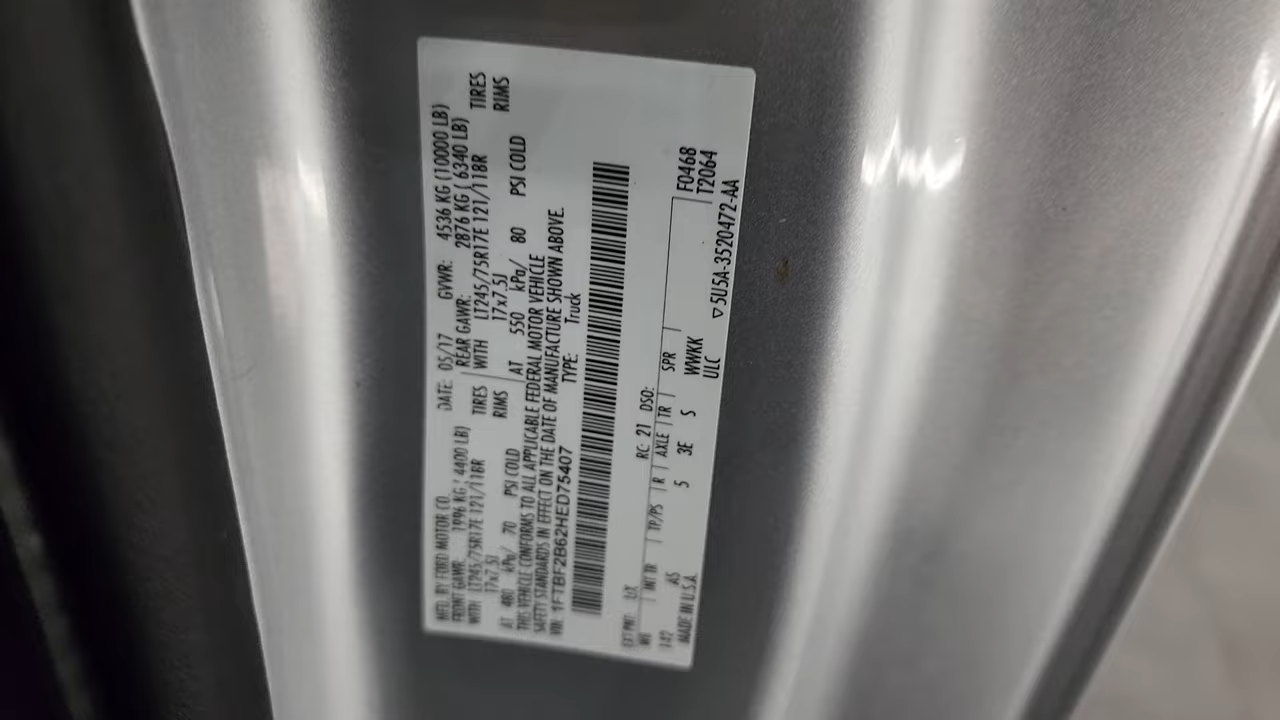 MFD. BY FORD MOTOR CO. DATE: 05/17 GVWR: 4536 KG (10000 LB)
FRONT GAWR: 1996 KG ( 4400 LB) REAR GAWR: 2876 KG ( 6340 LB)
WITH LT245/75R17E 121/118R TIRES WITH LT245/75R17E 121/118R TIRES
17x7.5J RIMS 17x7.5J RIMS
AT 480 kPa/ 70 PSI COLD AT 550 kPa/ 80 PSI COLD
THIS VEHICLE CONFORMS TO ALL APPLICABLE FEDERAL MOTOR VEHICLE
SAFETY STANDARDS IN EFFECT ON THE DATE OF MANUFACTURE SHOWN ABOVE.
VIN: 1FTBF2B62HED75407 TYPE: Truck
EXT PNT: UX RC: 21 DSO: F0468
WB INT TR TP/PS R AXLE TR SPR T2064
142 AS 5 3E S WWKK
MADE IN U.S.A. ULC ▽5U5A-3520472-AA